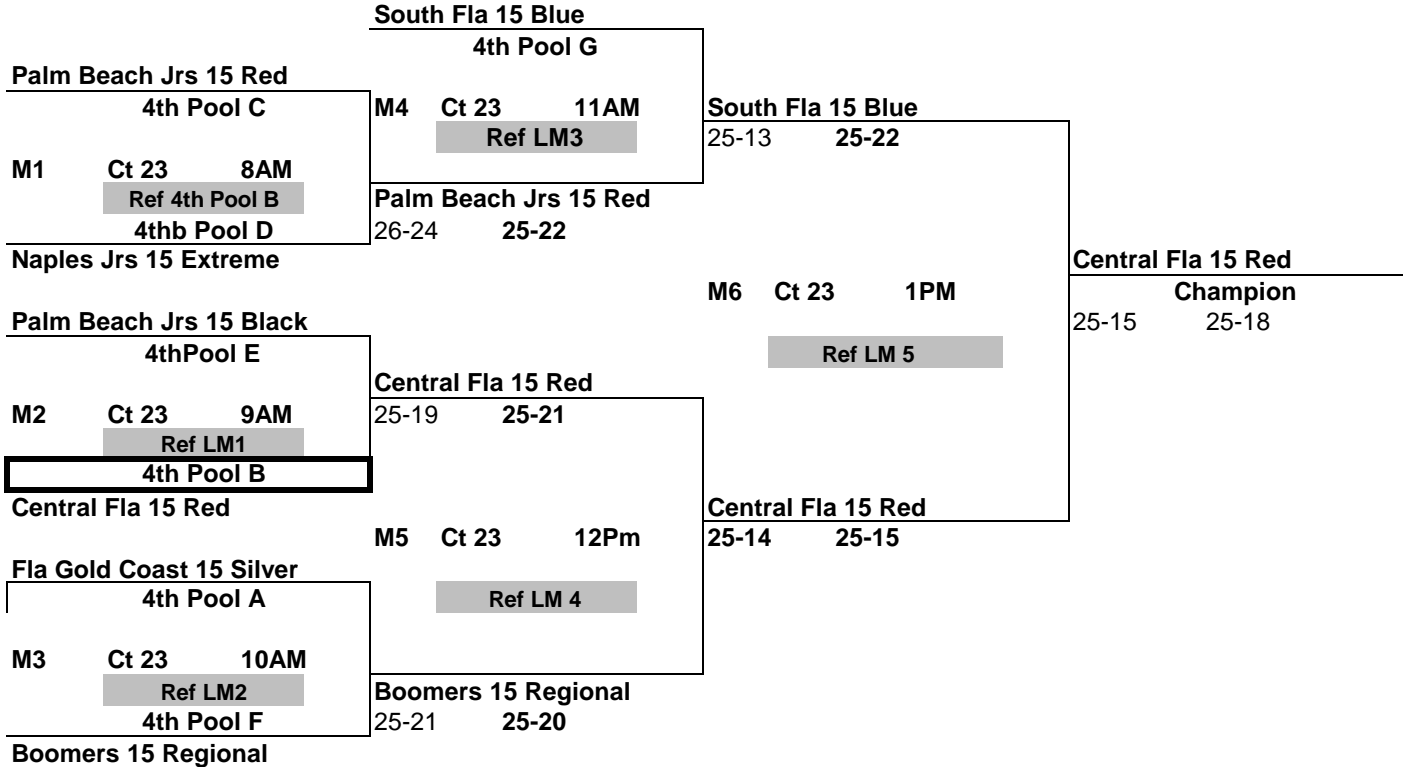 South Fla 15 Blue
4th Pool G
Palm Beach Jrs 15 Red
4th Pool C M4 Ct 23 11AM South Fla 15 Blue
Ref LM3 25-13 25-22
M1 Ct 23 8AM
Ref 4th Pool B Palm Beach Jrs 15 Red
4thb Pool D 26-24 25-22
Naples Jrs 15 Extreme Central Fla 15 Red
M6 Ct 23 1PM Champion
Palm Beach Jrs 15 Black 25-15 25-18
4thPool E Ref LM 5
Central Fla 15 Red
M2 Ct 23 9AM 25-19 25-21
Ref LM1
4th Pool B
Central Fla 15 Red Central Fla 15 Red
M5 Ct 23 12Pm 25-14 25-15
Fla Gold Coast 15 Silver
4th Pool A Ref LM 4
M3 Ct 23 10AM
Ref LM2 Boomers 15 Regional
4th Pool F 25-21 25-20
Boomers 15 Regional